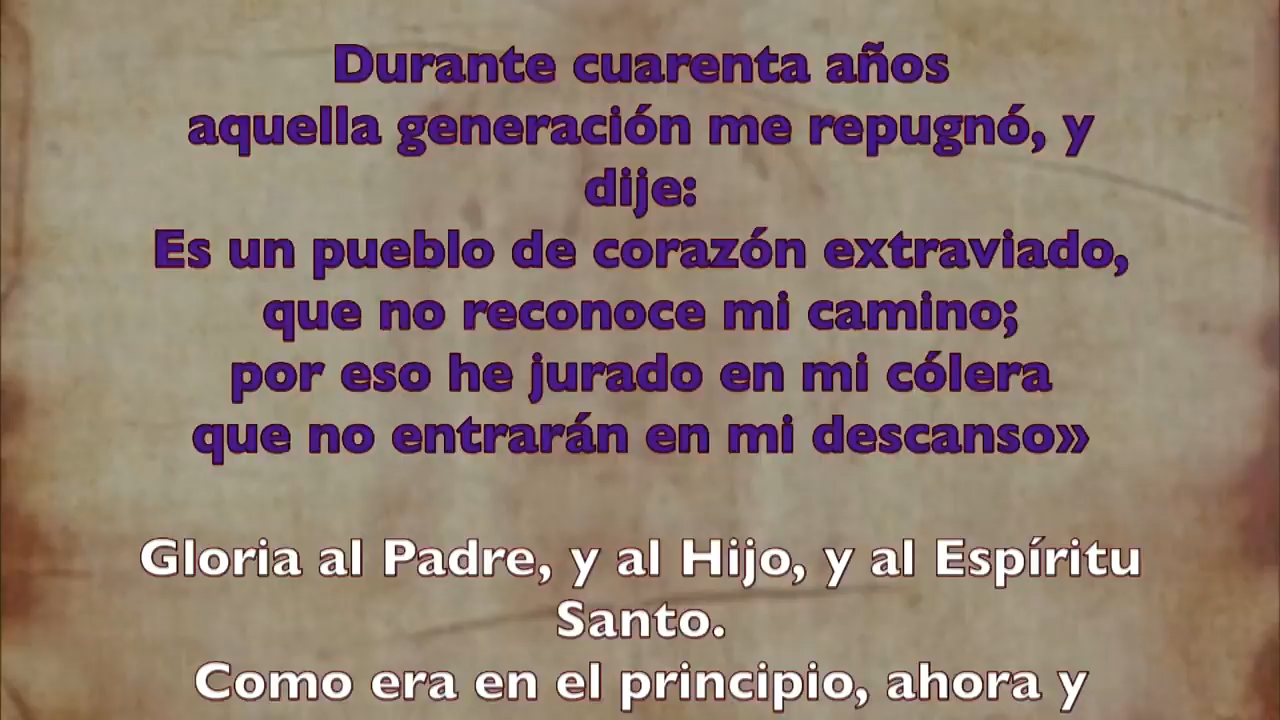 Durante cuarenta años
aquella generación me repugnó, y
dije:
Es un pueblo de corazón extraviado,
que no reconoce mi camino;
por eso he jurado en mi cólera
que no entrarán en mi descanso»
Gloria al Padre, y al Hijo, y al Espíritu
Santo.
Como era en el principio, ahora y